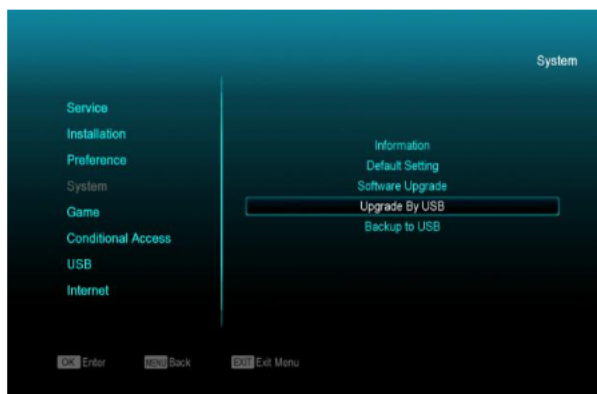 System
Service
Installation
Preference
System
Game
Conditional Access
USB
Internet
Information
Default Setting
Software Upgrade
Upgrade By USB
Backup to USB
OK Enter MENU Back EXIT Exit Menu